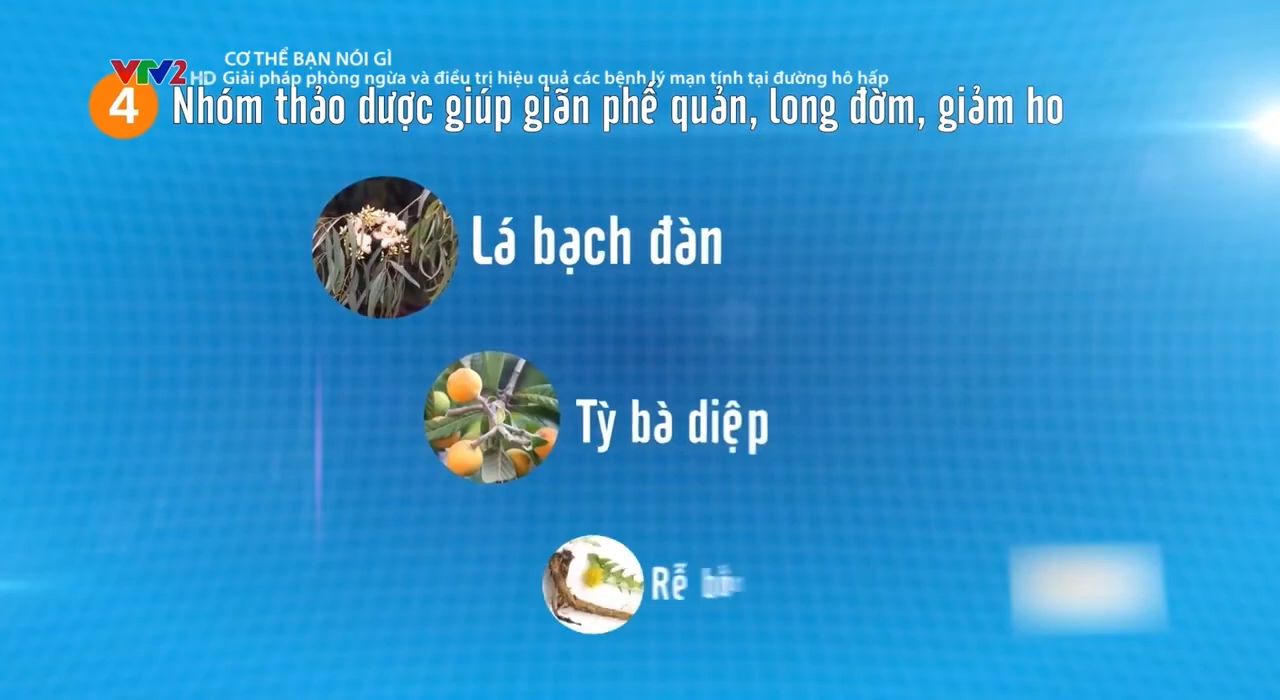 CƠ THỂ BẠN NÓI GÌ
VTV2 HD Giải pháp phòng ngừa và điều trị hiệu quả các bệnh lý mạn tính tại đường hô hấp
4 Nhóm thảo dược giúp giãn phế quản, long đờm, giảm ho
Lá bạch đàn
Tỳ bà diệp
Rễ